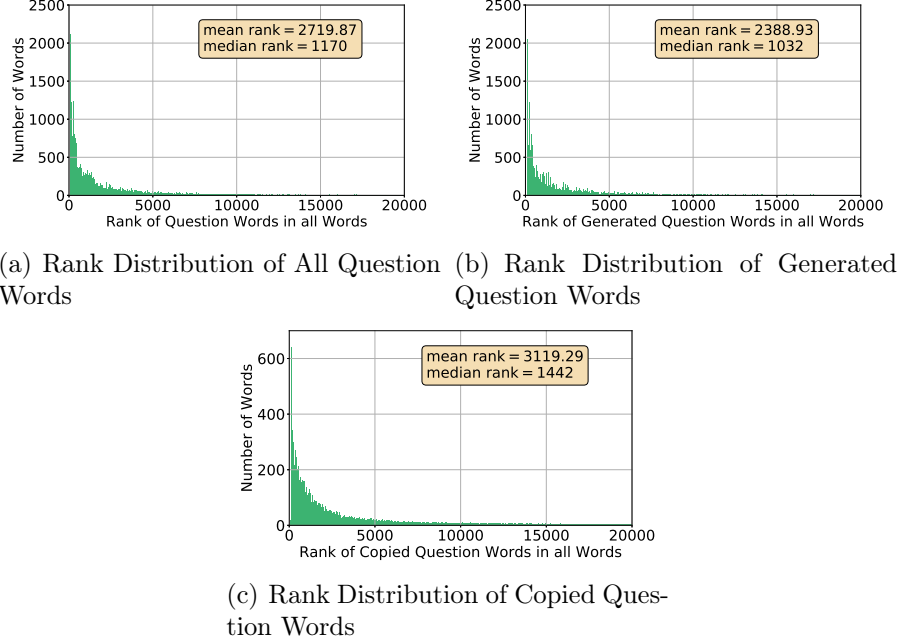 2500
2000
1500
1000
500
0
Number of Words
mean rank = 2719.87
median rank = 1170
0 5000 10000 15000 20000
Rank of Question Words in all Words
(a) Rank Distribution of All Question
Words
2500
2000
1500
1000
500
0
Number of Words
mean rank = 2388.93
median rank = 1032
0 5000 10000 15000 20000
Rank of Generated Question Words in all Words
(b) Rank Distribution of Generated
Question Words
600
400
200
0
Number of Words
mean rank = 3119.29
median rank = 1442
0 5000 10000 15000 20000
Rank of Copied Question Words in all Words
(c) Rank Distribution of Copied Ques-
tion Words